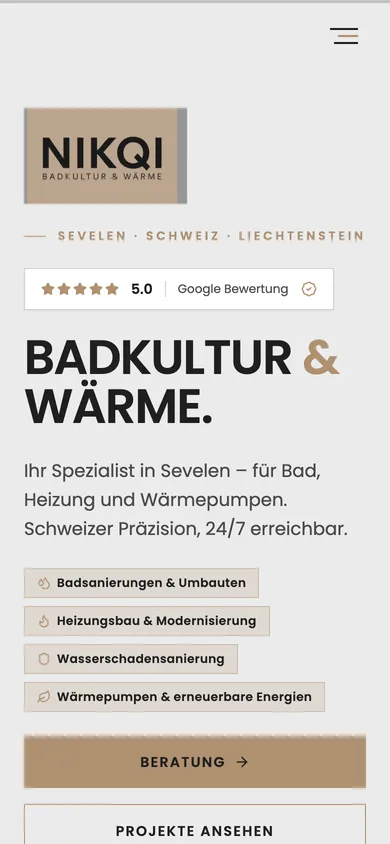 NIKQI
BADKULTUR & WÄRME
SEVELEN · SCHWEIZ · LIECHTENSTEIN
5.0 Google Bewertung
BADKULTUR &
WÄRME.
Ihr Spezialist in Sevelen – für Bad,
Heizung und Wärmepumpen.
Schweizer Präzision, 24/7 erreichbar.
Badsanierungen & Umbauten
Heizungsbau & Modernisierung
Wasserschadensanierung
Wärmepumpen & erneuerbare Energien
BERATUNG →
PROJEKTE ANSEHEN